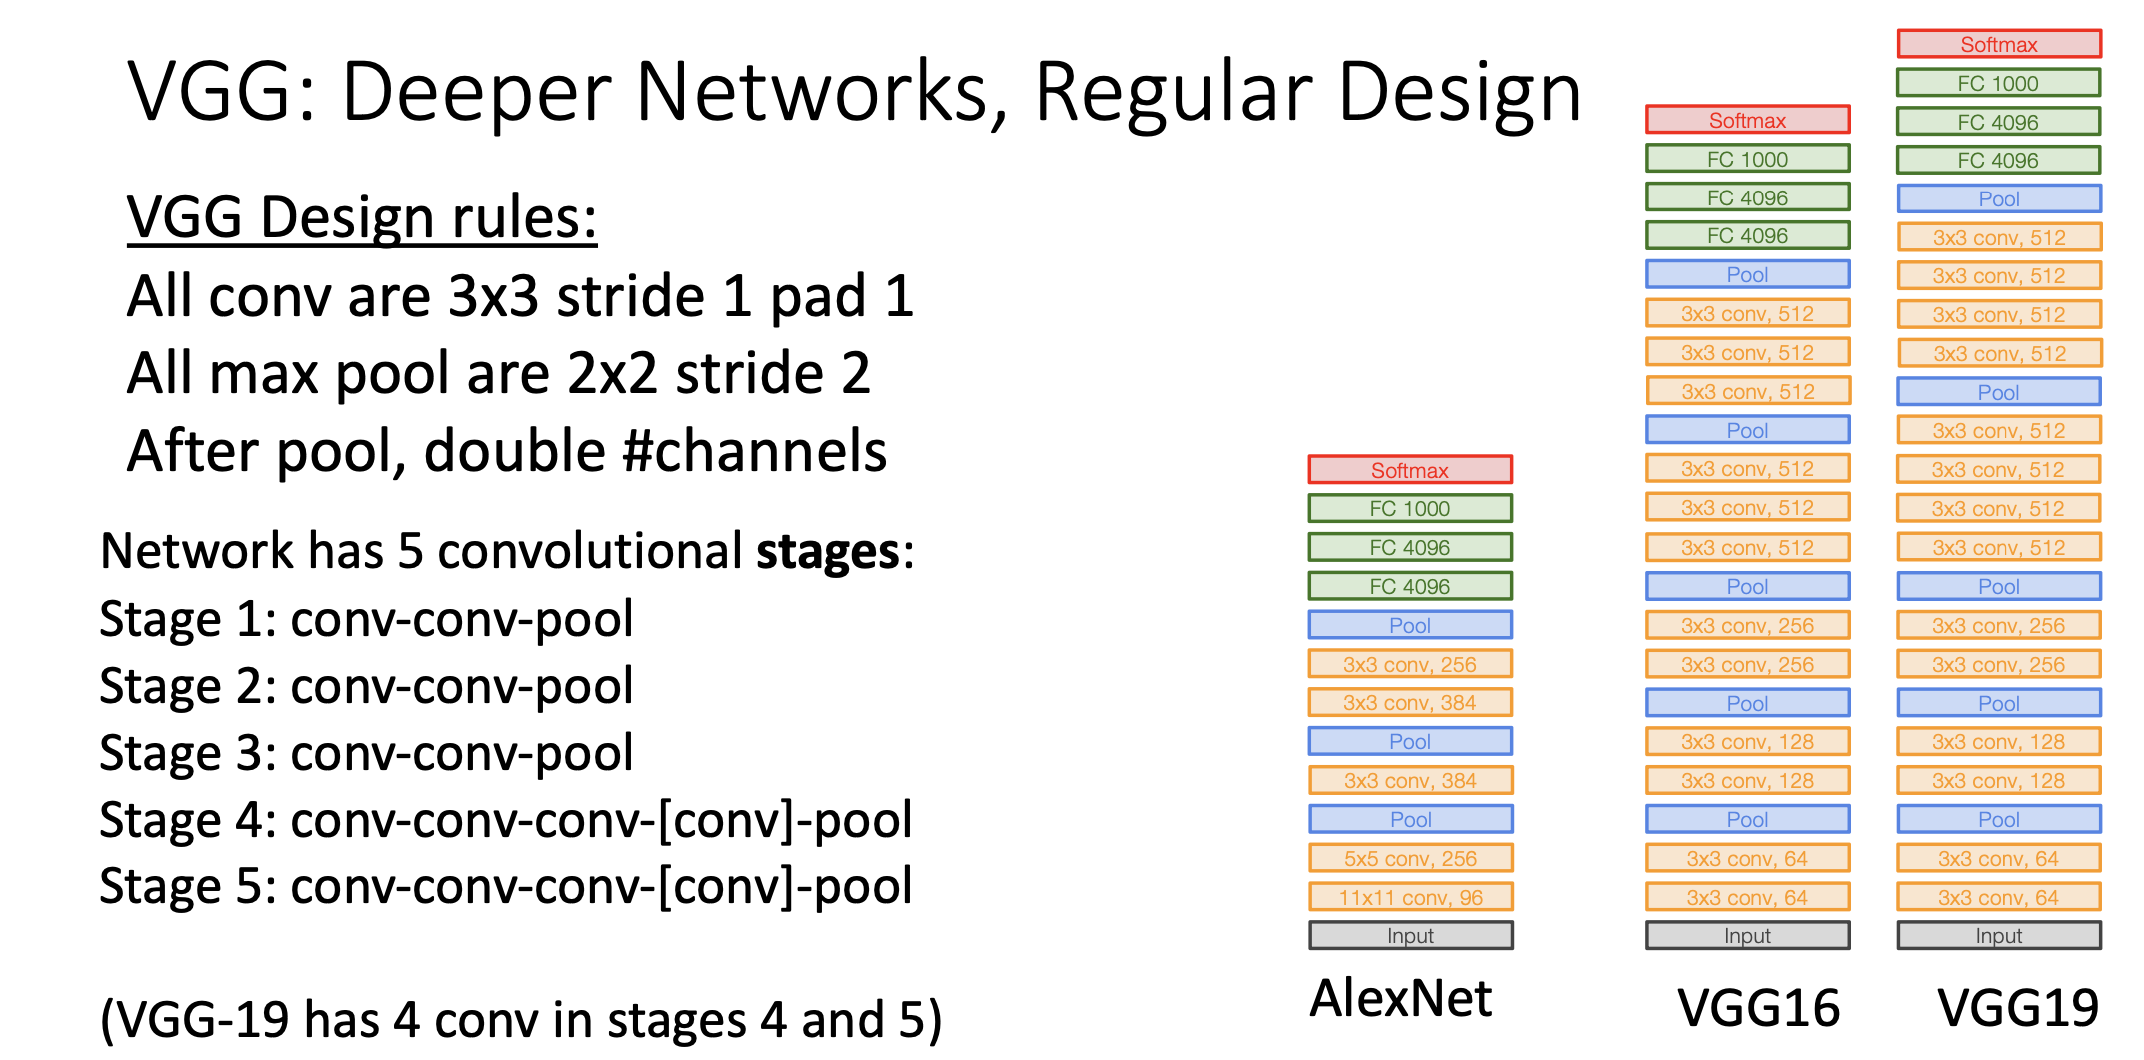 VGG: Deeper Networks, Regular Design
VGG Design rules:
All conv are 3x3 stride 1 pad 1
All max pool are 2x2 stride 2
After pool, double #channels
Network has 5 convolutional stages:
Stage 1: conv-conv-pool
Stage 2: conv-conv-pool
Stage 3: conv-conv-pool
Stage 4: conv-conv-conv-[conv]-pool
Stage 5: conv-conv-conv-[conv]-pool
(VGG-19 has 4 conv in stages 4 and 5)
Softmax
FC 1000
FC 4096
FC 4096
Pool
3x3 conv, 256
3x3 conv, 384
Pool
3x3 conv, 384
Pool
5x5 conv, 256
11x11 conv, 96
Input
AlexNet
Softmax
FC 1000
FC 4096
FC 4096
Pool
3x3 conv, 512
3x3 conv, 512
3x3 conv, 512
Pool
3x3 conv, 512
3x3 conv, 512
3x3 conv, 512
Pool
3x3 conv, 256
3x3 conv, 256
Pool
3x3 conv, 128
3x3 conv, 128
Pool
3x3 conv, 64
3x3 conv, 64
Input
VGG16
Softmax
FC 1000
FC 4096
FC 4096
Pool
3x3 conv, 512
3x3 conv, 512
3x3 conv, 512
3x3 conv, 512
Pool
3x3 conv, 512
3x3 conv, 512
3x3 conv, 512
3x3 conv, 512
Pool
3x3 conv, 256
3x3 conv, 256
Pool
3x3 conv, 128
3x3 conv, 128
Pool
3x3 conv, 64
3x3 conv, 64
Input
VGG19